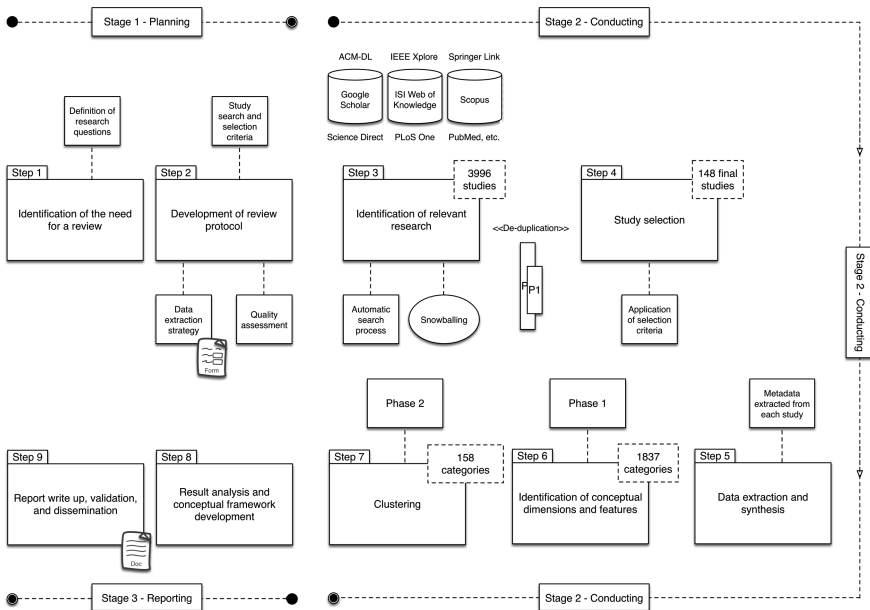 Stage 1 - Planning
Stage 2 - Conducting
ACM-DL
IEEE Xplore
Springer Link
Google
Scholar
ISI Web of
Knowledge
Scopus
Science Direct
PLoS One
PubMed, etc.
Definition of
research
questions
Study
search and
selection
criteria
Step 1
Identification of the need
for a review
Step 2
Development of review
protocol
Data
extraction
strategy
Form
Quality
assessment
Step 3
3996
studies
Identification of relevant
research
<<De-duplication>>
P
P1
Automatic
search
process
Snowballing
Step 4
148 final
studies
Study selection
Application
of selection
criteria
Stage 2 - Conducting
Phase 2
Phase 1
Metadata
extracted from
each study
Step 9
Report write up, validation,
and dissemination
Doc
Step 8
Result analysis and
conceptual framework
development
Step 7
158
categories
Clustering
Step 6
1837
categories
Identification of conceptual
dimensions and features
Step 5
Data extraction and
synthesis
Stage 3 - Reporting
Stage 2 - Conducting